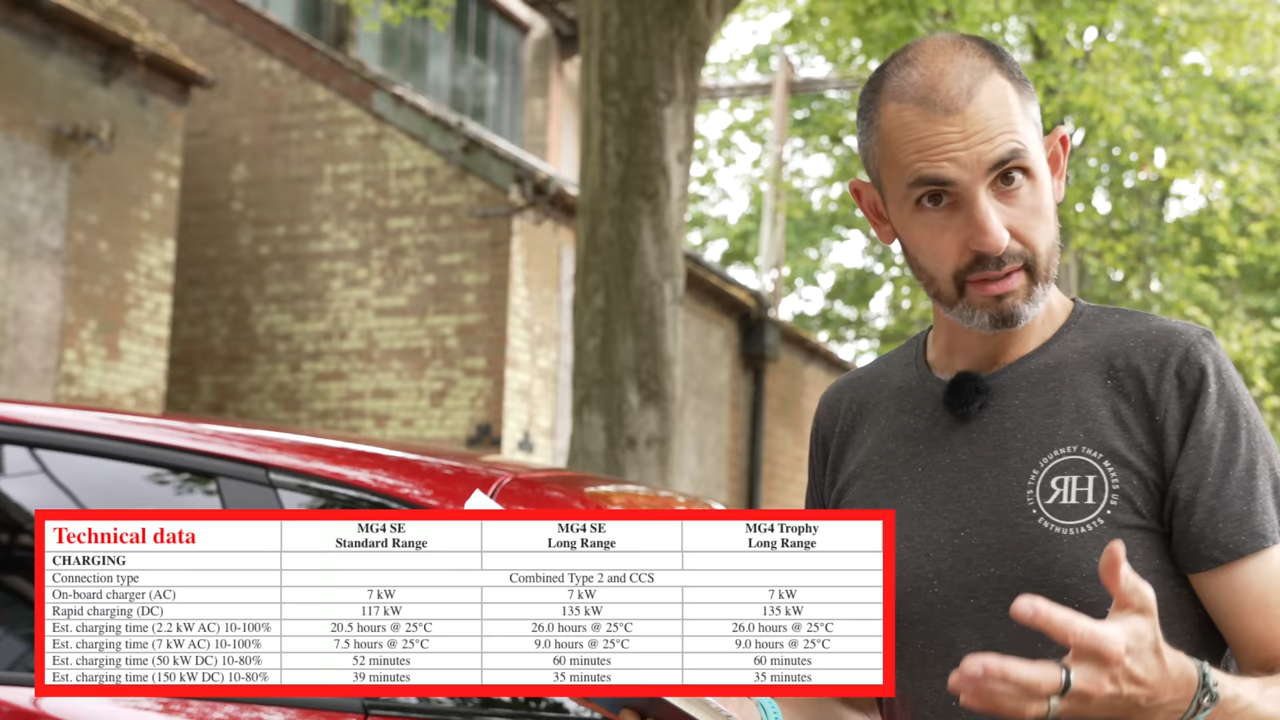 Technical data MG4 SE Standard Range MG4 SE Long Range MG4 Trophy Long Range
CHARGING
Connection type Combined Type 2 and CCS
On-board charger (AC) 7 kW 7 kW 7 kW
Rapid charging (DC) 117 kW 135 kW 135 kW
Est. charging time (2.2 kW AC) 10-100% 20.5 hours @ 25°C 26.0 hours @ 25°C 26.0 hours @ 25°C
Est. charging time (7 kW AC) 10-100% 7.5 hours @ 25°C 9.0 hours @ 25°C 9.0 hours @ 25°C
Est. charging time (50 kW DC) 10-80% 52 minutes 60 minutes 60 minutes
Est. charging time (150 kW DC) 10-80% 39 minutes 35 minutes 35 minutes
IT'S THE JOURNEY THAT MAKES US
RH
ENTHUSIASTS